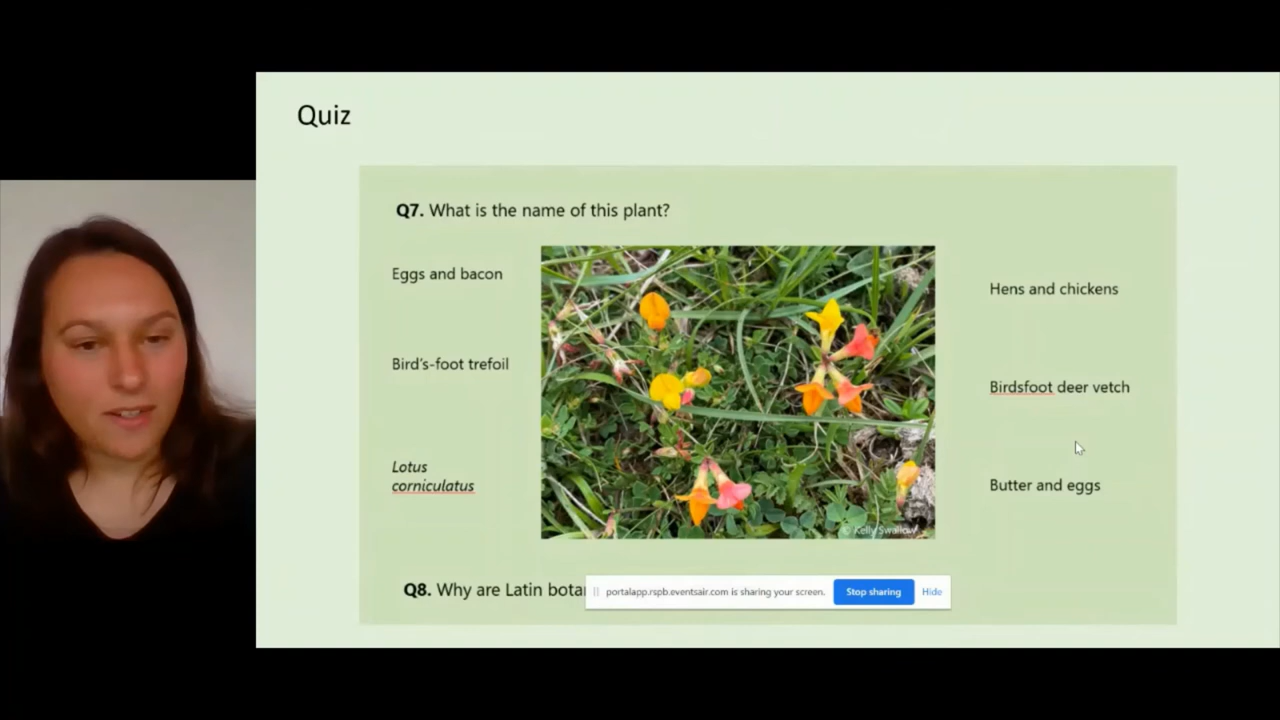 Quiz
Q7. What is the name of this plant?
Eggs and bacon
Hens and chickens
Bird's-foot trefoil
Birdsfoot deer vetch
Lotus
corniculatus
Butter and eggs
© Kelly Swallow
Q8. Why are Latin botan
portalapp.rspb.eventsair.com is sharing your screen.
Stop sharing
Hide